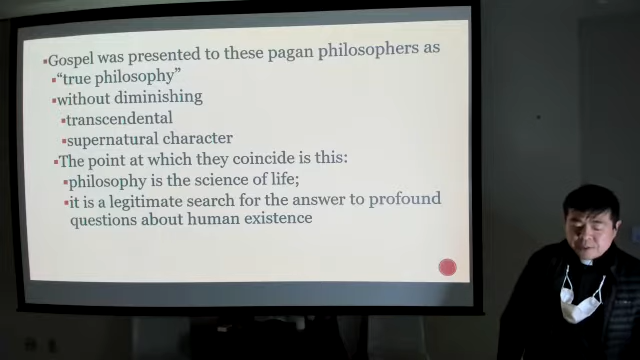 ▪Gospel was presented to these pagan philosophers as
▪“true philosophy”
▪without diminishing
▪transcendental
▪supernatural character
▪The point at which they coincide is this:
▪philosophy is the science of life;
▪it is a legitimate search for the answer to profound
questions about human existence